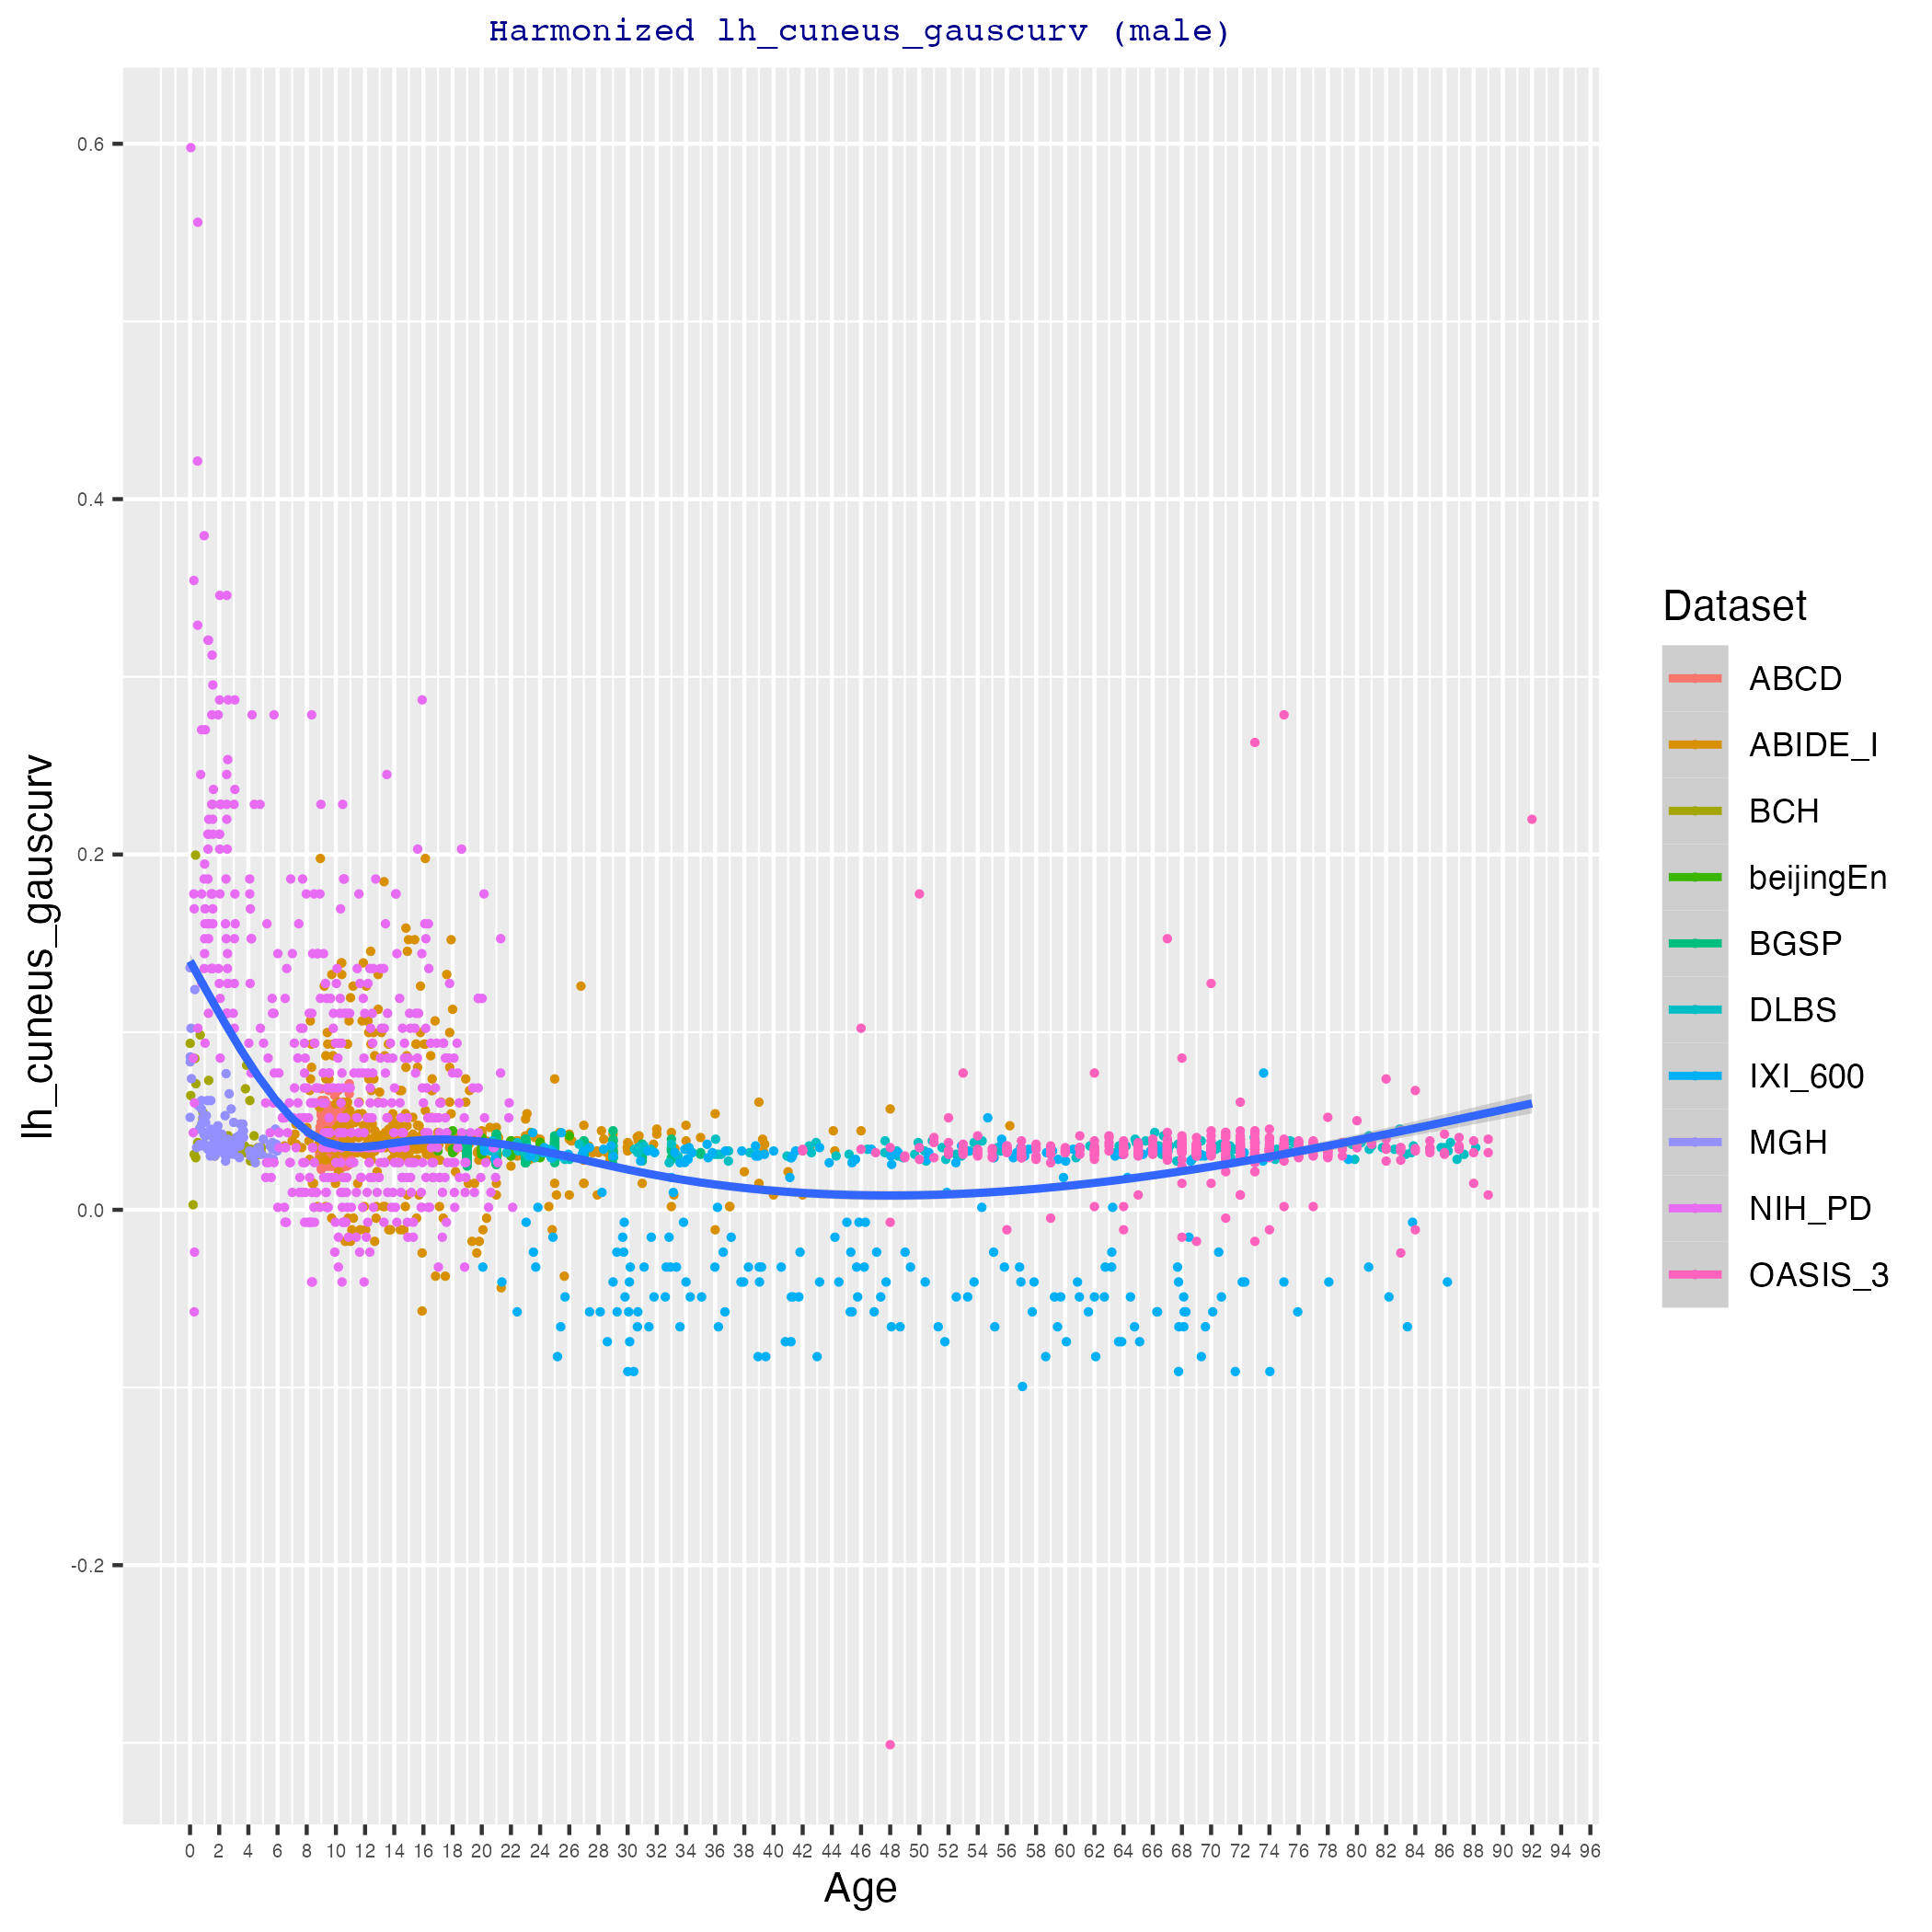 Harmonized lh_cuneus_gauscurv (male)
lh_cuneus_gauscurv
0.6
0.4
0.2
0.0
-0.2
0 2 4 6 8 10 12 14 16 18 20 22 24 26 28 30 32 34 36 38 40 42 44 46 48 50 52 54 56 58 60 62 64 66 68 70 72 74 76 78 80 82 84 86 88 90 92 94 96
Age
Dataset
ABCD
ABIDE_I
BCH
beijingEn
BGSP
DLBS
IXI_600
MGH
NIH_PD
OASIS_3